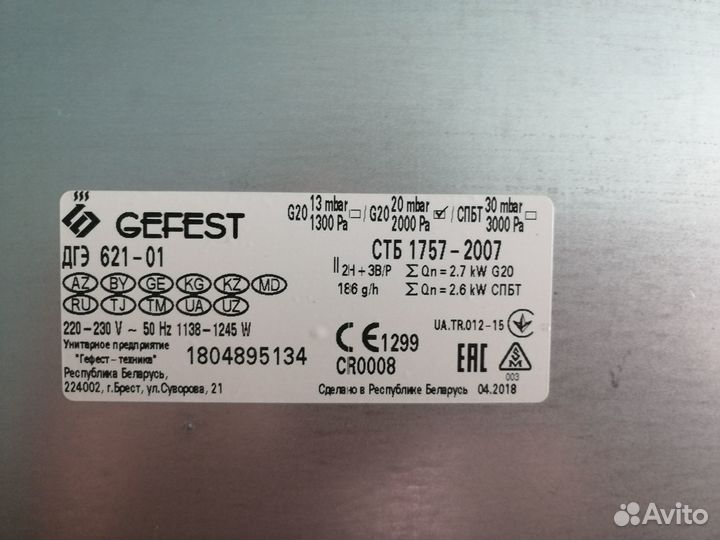 GEFEST
G20 13 mbar 1300 Pa / G20 20 mbar 2000 Pa / СПБТ 30 mbar 3000 Pa
ДГЭ 621-01
СТБ 1757-2007
AZ BY GE KG KZ MD
II 2H+3B/P ∑Qn = 2.7 kW G20
RU TJ TM UA UZ
186 g/h ∑Qn = 2.6 kW СПБТ
220-230 V ~ 50 Hz 1138-1245 W
Унитарное предприятие
"Гефест-техника"
Республика Беларусь,
224002, г.Брест, ул.Суворова, 21
1804895134
CE 1299
CR0008
UA.TR.012-15
EAC
003
Сделано в Республике Беларусь 04.2018
Avito